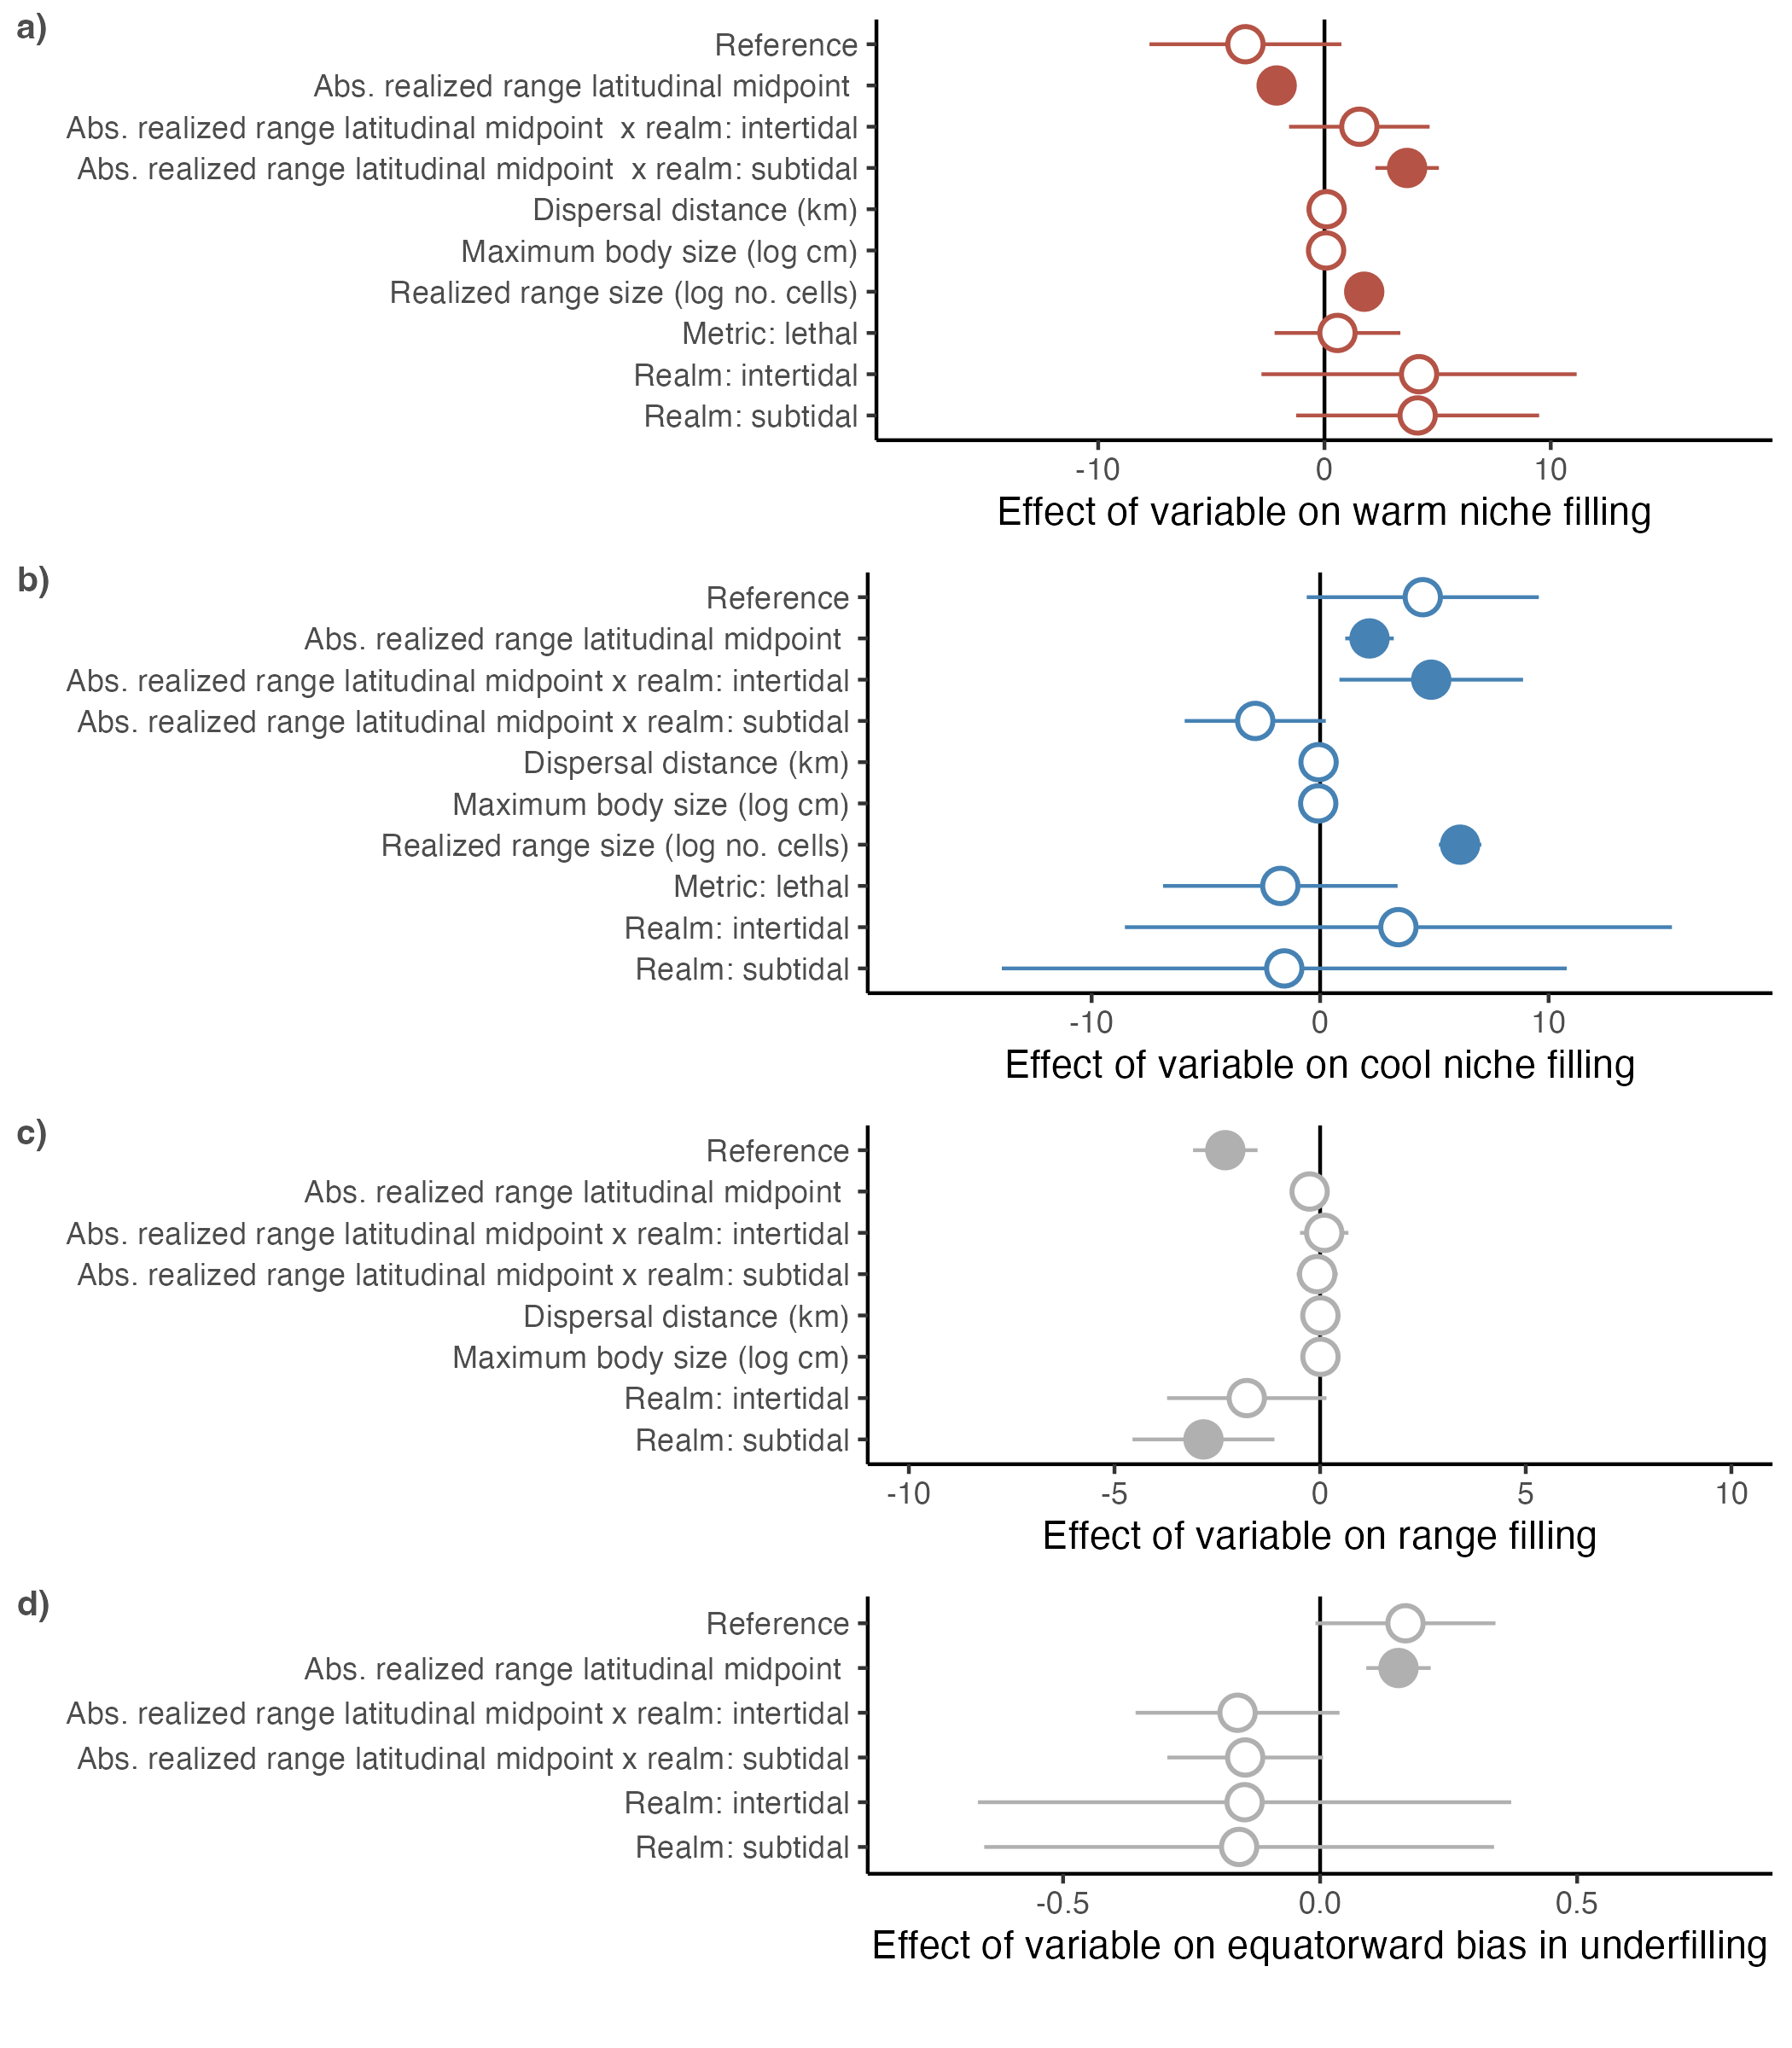 a)
Reference
Abs. realized range latitudinal midpoint
Abs. realized range latitudinal midpoint  x realm: intertidal
Abs. realized range latitudinal midpoint  x realm: subtidal
Dispersal distance (km)
Maximum body size (log cm)
Realized range size (log no. cells)
Metric: lethal
Realm: intertidal
Realm: subtidal
-10 0 10
Effect of variable on warm niche filling
b)
Reference
Abs. realized range latitudinal midpoint
Abs. realized range latitudinal midpoint x realm: intertidal
Abs. realized range latitudinal midpoint x realm: subtidal
Dispersal distance (km)
Maximum body size (log cm)
Realized range size (log no. cells)
Metric: lethal
Realm: intertidal
Realm: subtidal
-10 0 10
Effect of variable on cool niche filling
c)
Reference
Abs. realized range latitudinal midpoint
Abs. realized range latitudinal midpoint x realm: intertidal
Abs. realized range latitudinal midpoint x realm: subtidal
Dispersal distance (km)
Maximum body size (log cm)
Realm: intertidal
Realm: subtidal
-10 -5 0 5 10
Effect of variable on range filling
d)
Reference
Abs. realized range latitudinal midpoint
Abs. realized range latitudinal midpoint x realm: intertidal
Abs. realized range latitudinal midpoint x realm: subtidal
Realm: intertidal
Realm: subtidal
-0.5 0.0 0.5
Effect of variable on equatorward bias in underfilling